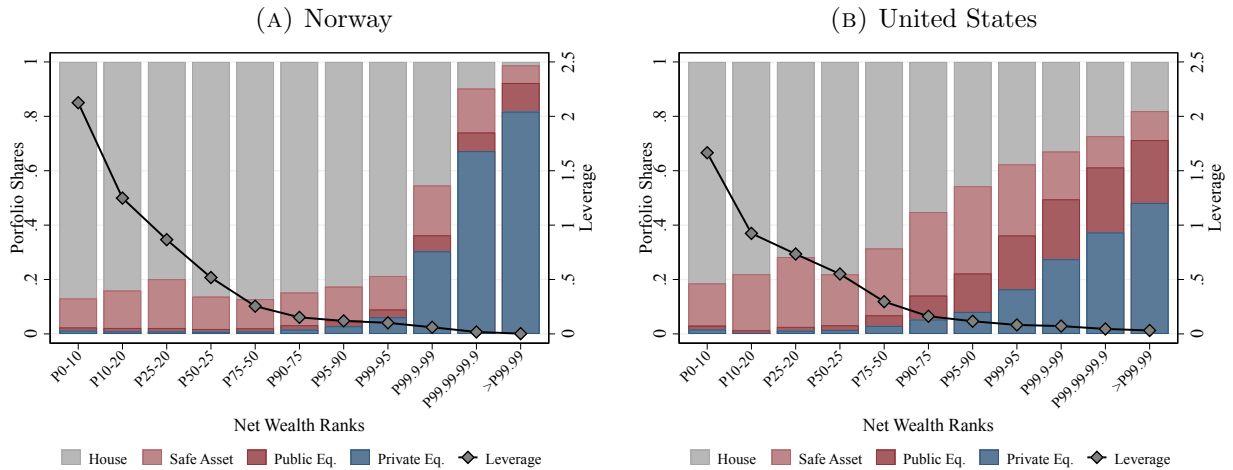 (A) Norway
1
.8
.6
.4
.2
0
Porfolio Shares
2.5
2
1.5
1
.5
0
Leverage
P0-10
P10-20
P25-20
P50-25
P75-50
P90-75
P95-90
P99-95
P99.9-99
P99.99-99.9
>P99.99
Net Wealth Ranks
House Safe Asset Public Eq. Private Eq. Leverage
(B) United States
1
.8
.6
.4
.2
0
Porfolio Shares
2.5
2
1.5
1
.5
0
Leverage
P0-10
P10-20
P25-20
P50-25
P75-50
P90-75
P95-90
P99-95
P99.9-99
P99.99-99.9
>P99.99
Net Wealth Ranks
House Safe Asset Public Eq. Private Eq. Leverage